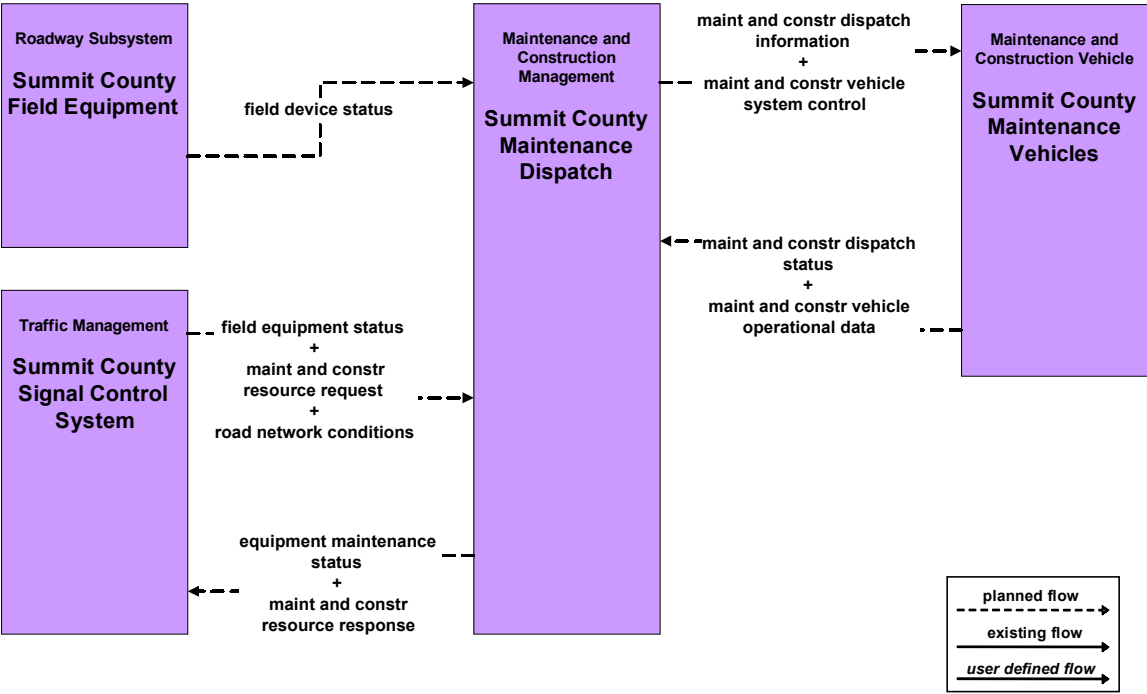 Roadway Subsystem
Summit County
Field Equipment
field device status
Maintenance and
Construction
Management
Summit County
Maintenance
Dispatch
maint and constr dispatch
information
+
maint and constr vehicle
system control
Maintenance and
Construction Vehicle
Summit County
Maintenance
Vehicles
maint and constr dispatch
status
+
maint and constr vehicle
operational data
Traffic Management
Summit County
Signal Control
System
field equipment status
+
maint and constr
resource request
+
road network conditions
equipment maintenance
status
+
maint and constr
resource response
planned flow
existing flow
user defined flow